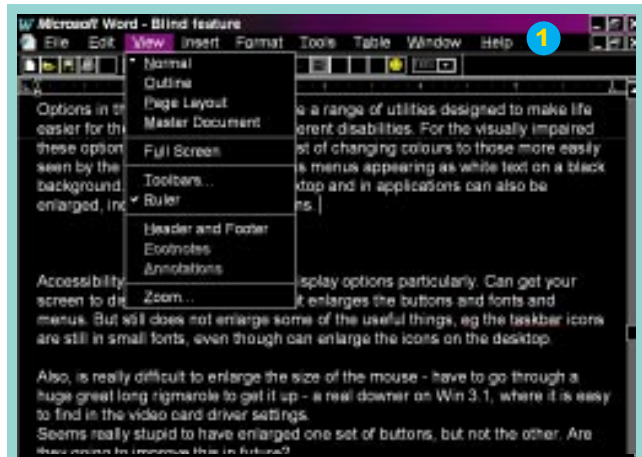 Microsoft Word - Blind feature
File Edit View Insert Format Tools Table Window Help 1
Normal
Outline
Page Layout
Master Document
Full Screen
Toolbars...
Ruler
Header and Footer
Footnotes
Annotations
Zoom...
Options in th e a range of utilities designed to make life
easier for the erent disabilities. For the visually impaired
these option st of changing colours to those more easily
seen by the s menus appearing as white text on a black
background. ktop and in applications can also be
enlarged, inc ns.
Accessibility isplay options particularly. Can get your
screen to di t enlarges the buttons and fonts and
menus. But still does not enlarge some of the useful things, eg the taskbar icons
are still in small fonts, even though can enlarge the icons on the desktop.
Also, is really difficult to enlarge the size of the mouse - have to go through a
huge great long rigmarole to get it up - a real downer on Win 3.1, where it is easy
to find in the video card driver settings.
Seems really stupid to have enlarged one set of buttons, but not the other. Are
they going to improve this in future?